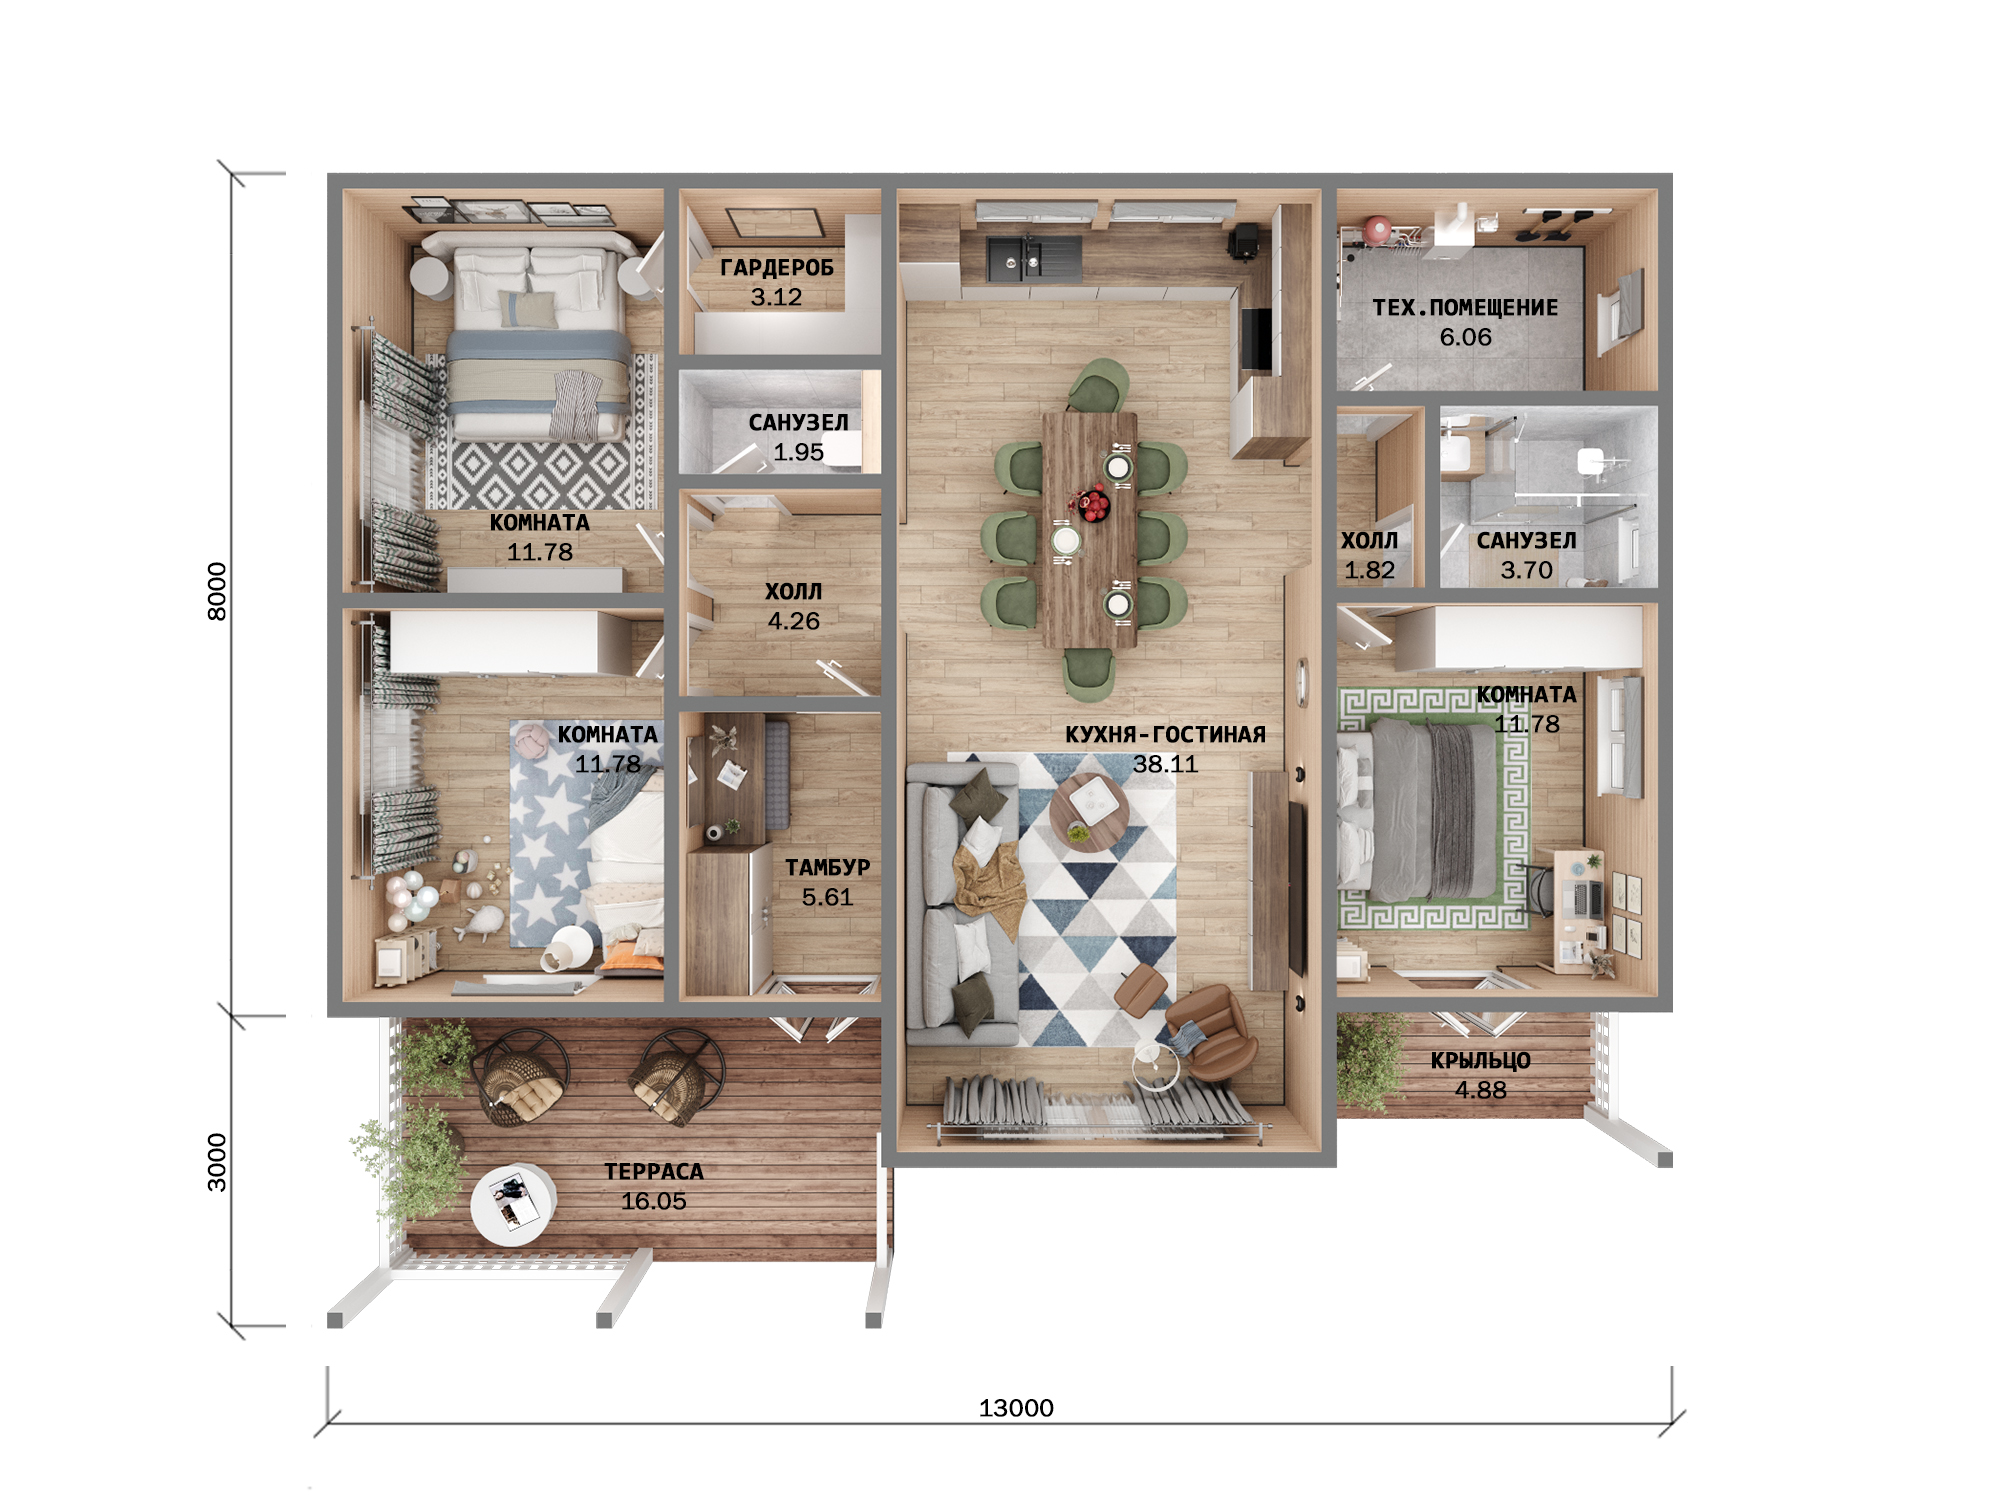 ГАРДЕРОБ
3.12
ТЕХ.ПОМЕЩЕНИЕ
6.06
САНУЗЕЛ
1.95
КОМНАТА
11.78
ХОЛЛ
1.82
САНУЗЕЛ
3.70
ХОЛЛ
4.26
8000
КОМНАТА
11.78
КОМНАТА
11.78
КУХНЯ-ГОСТИНАЯ
38.11
ТАМБУР
5.61
КРЫЛЬЦО
4.88
3000
ТЕРРАСА
16.05
13000